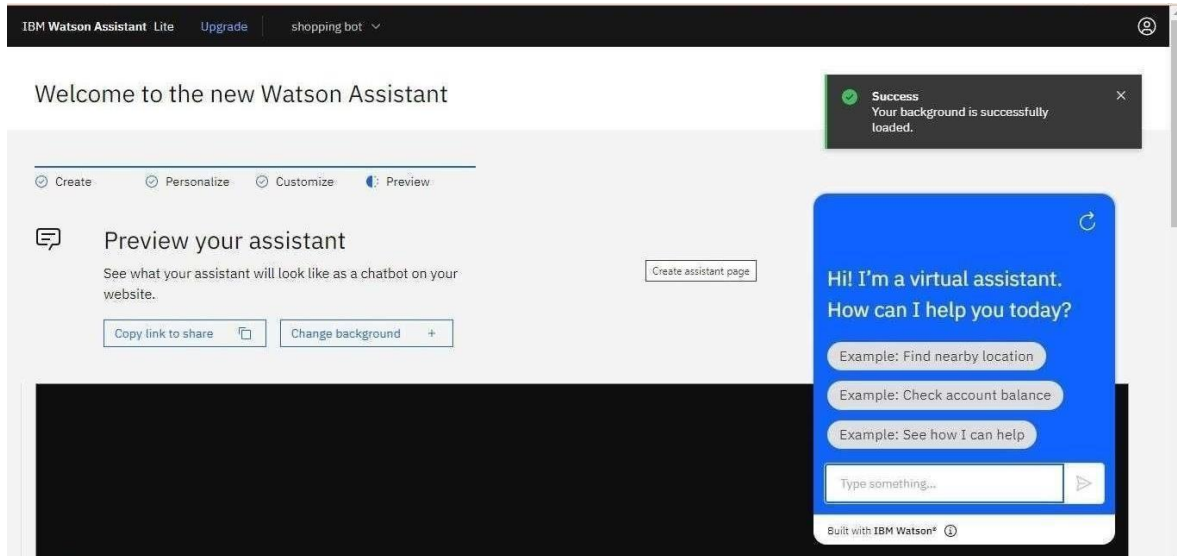 IBM Watson Assistant Lite Upgrade shopping bot
Welcome to the new Watson Assistant
Success
Your background is successfully
loaded.
Create Personalize Customize Preview
Preview your assistant
See what your assistant will look like as a chatbot on your
website.
Copy link to share Change background +
Create assistant page
Hi! I'm a virtual assistant.
How can I help you today?
Example: Find nearby location
Example: Check account balance
Example: See how I can help
Type something...
Built with IBM Watson®